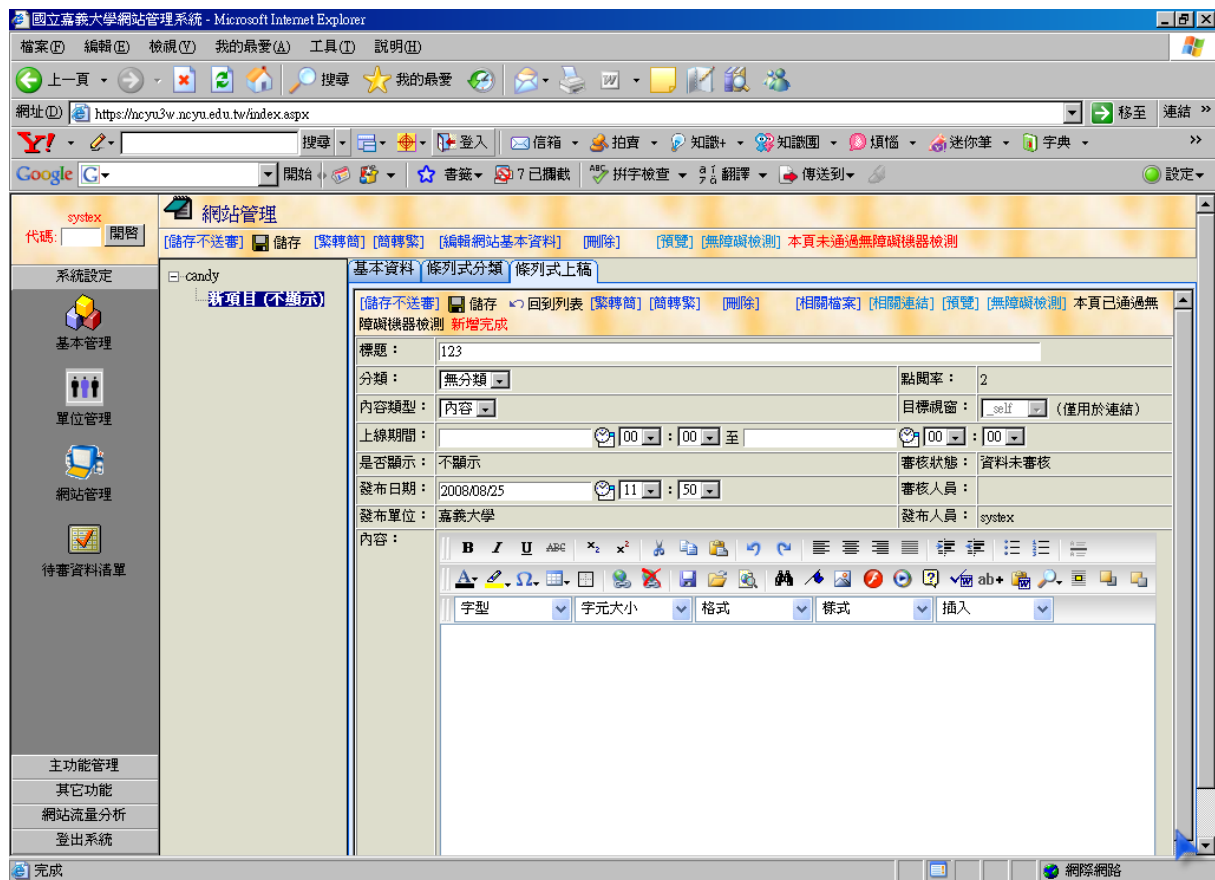 國立嘉義大學網站管理系統 - Microsoft Internet Explorer
檔案(F) 編輯(E) 檢視(V) 我的最愛(A) 工具(T) 說明(H)
上一頁 搜尋 我的最愛
網址(D) https://ncyu3w.ncyu.edu.tw/index.aspx 移至 連結 »
Y! 搜尋 登入 信箱 拍賣 知識+ 知識團 煩惱 迷你筆 字典 »
Google G 開始 書籤 7 已攔截 拼字檢查 翻譯 傳送到 設定
systex
代碼: 開啓
網站管理
[儲存不送審] 儲存 [繁轉簡] [簡轉繁] [編輯網站基本資料] [刪除] [預覽] [無障礙檢測] 本頁未通過無障礙機器檢測
系統設定
基本管理
單位管理
網站管理
待審資料清單
主功能管理
其它功能
網站流量分析
登出系統
candy
新項目 (不顯示)
基本資料 條列式分類 條列式上稿
[儲存不送審] 儲存 回到列表 [繁轉簡] [簡轉繁] [刪除] [相關檔案] [相關連結] [預覽] [無障礙檢測] 本頁已通過無
障礙機器檢測 新增完成
標題： 123
分類： 無分類 點閱率： 2
內容類型： 內容 目標視窗： _self (僅用於連結)
上線期間： 00 : 00 至 00 : 00
是否顯示： 不顯示 審核狀態： 資料未審核
發布日期： 2008/08/25 11 : 50 審核人員：
發布單位： 嘉義大學 發布人員： systex
內容：
B I U ABC ×₂ ×²
A Ω ab+
字型 字元大小 格式 樣式 插入
完成 網際網路